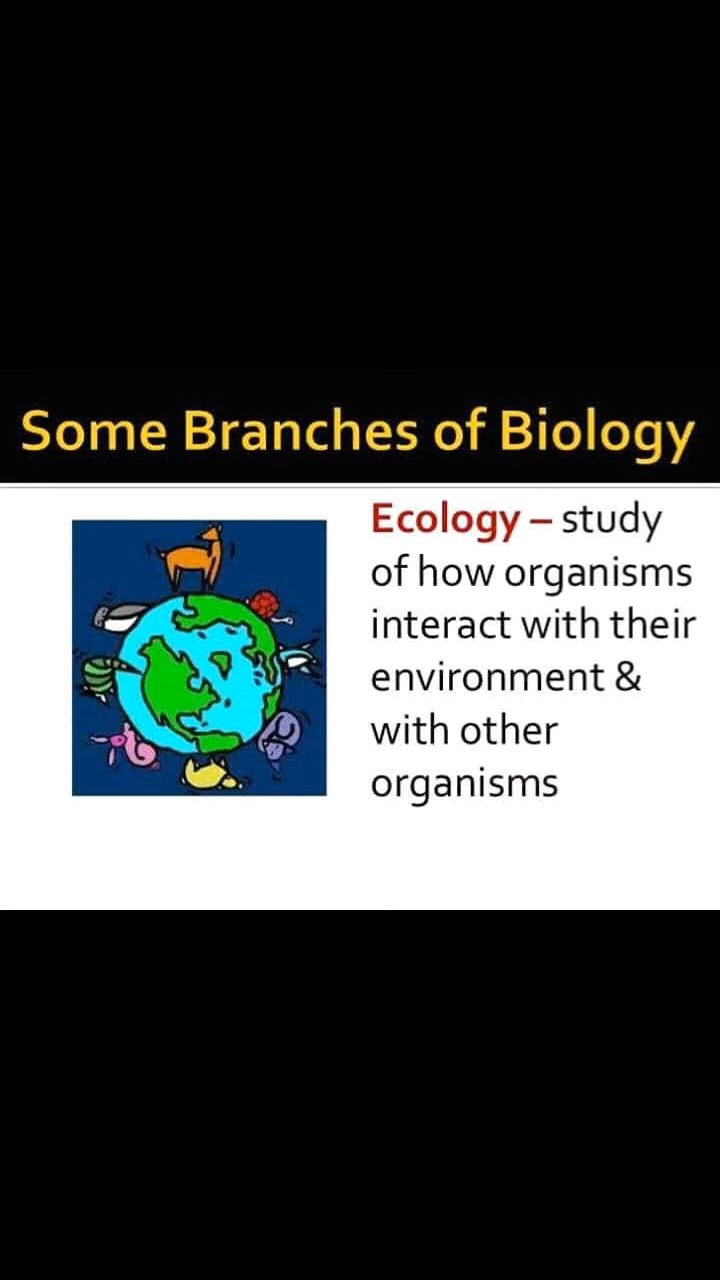 Some Branches of Biology
Ecology – study
of how organisms
interact with their
environment &
with other
organisms